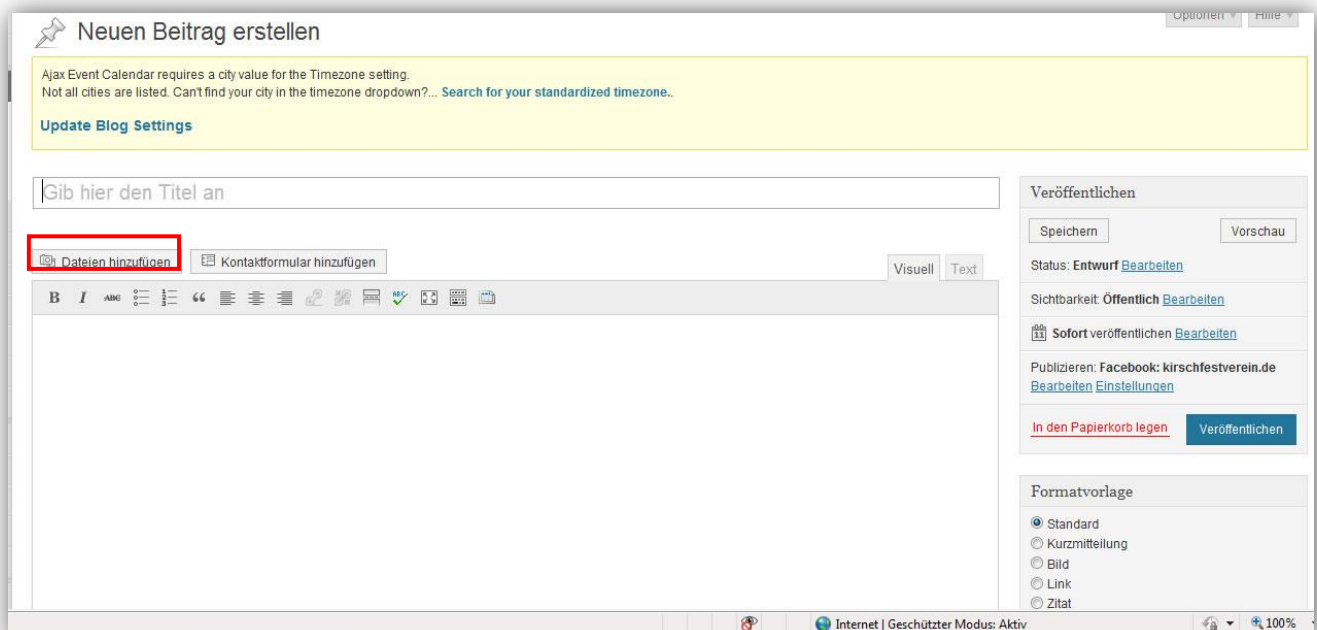 Optionen Hilfe
Neuen Beitrag erstellen
Ajax Event Calendar requires a city value for the Timezone setting.
Not all cities are listed. Can't find your city in the timezone dropdown?... Search for your standardized timezone..
Update Blog Settings
Gib hier den Titel an
Dateien hinzufügen Kontaktformular hinzufügen
Visuell Text
B I ABC ABC
Veröffentlichen
Speichern Vorschau
Status: Entwurf Bearbeiten
Sichtbarkeit: Öffentlich Bearbeiten
11 Sofort veröffentlichen Bearbeiten
Publizieren: Facebook: kirschfestverein.de
Bearbeiten Einstellungen
In den Papierkorb legen Veröffentlichen
Formatvorlage
Standard
Kurzmitteilung
Bild
Link
Zitat
Internet | Geschützter Modus: Aktiv 100%